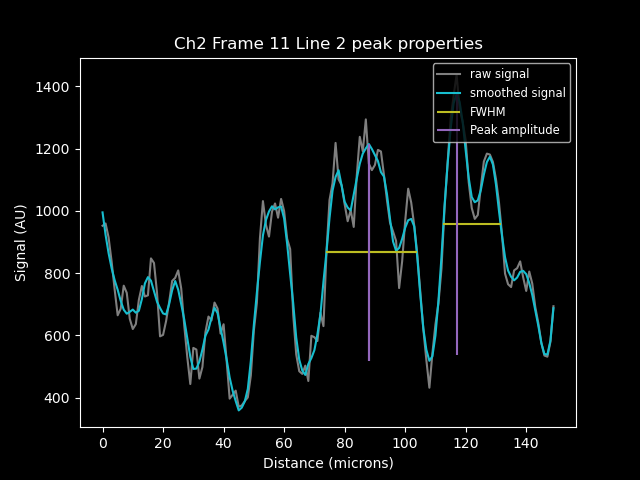 Ch2 Frame 11 Line 2 peak properties
raw signal
smoothed signal
FWHM
Peak amplitude
1400
1200
1000
800
600
400
Signal (AU)
0 20 40 60 80 100 120 140
Distance (microns)